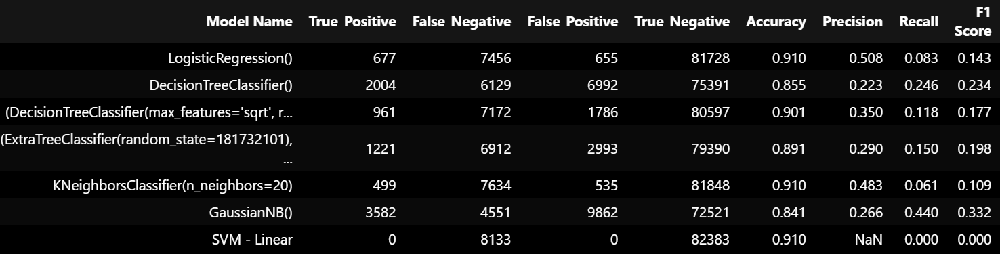 Model Name True_Positive False_Negative False_Positive True_Negative Accuracy Precision Recall F1 Score
LogisticRegression() 677 7456 655 81728 0.910 0.508 0.083 0.143
DecisionTreeClassifier() 2004 6129 6992 75391 0.855 0.223 0.246 0.234
(DecisionTreeClassifier(max_features='sqrt', r... 961 7172 1786 80597 0.901 0.350 0.118 0.177
(ExtraTreeClassifier(random_state=181732101),
... 1221 6912 2993 79390 0.891 0.290 0.150 0.198
KNeighborsClassifier(n_neighbors=20) 499 7634 535 81848 0.910 0.483 0.061 0.109
GaussianNB() 3582 4551 9862 72521 0.841 0.266 0.440 0.332
SVM - Linear 0 8133 0 82383 0.910 NaN 0.000 0.000